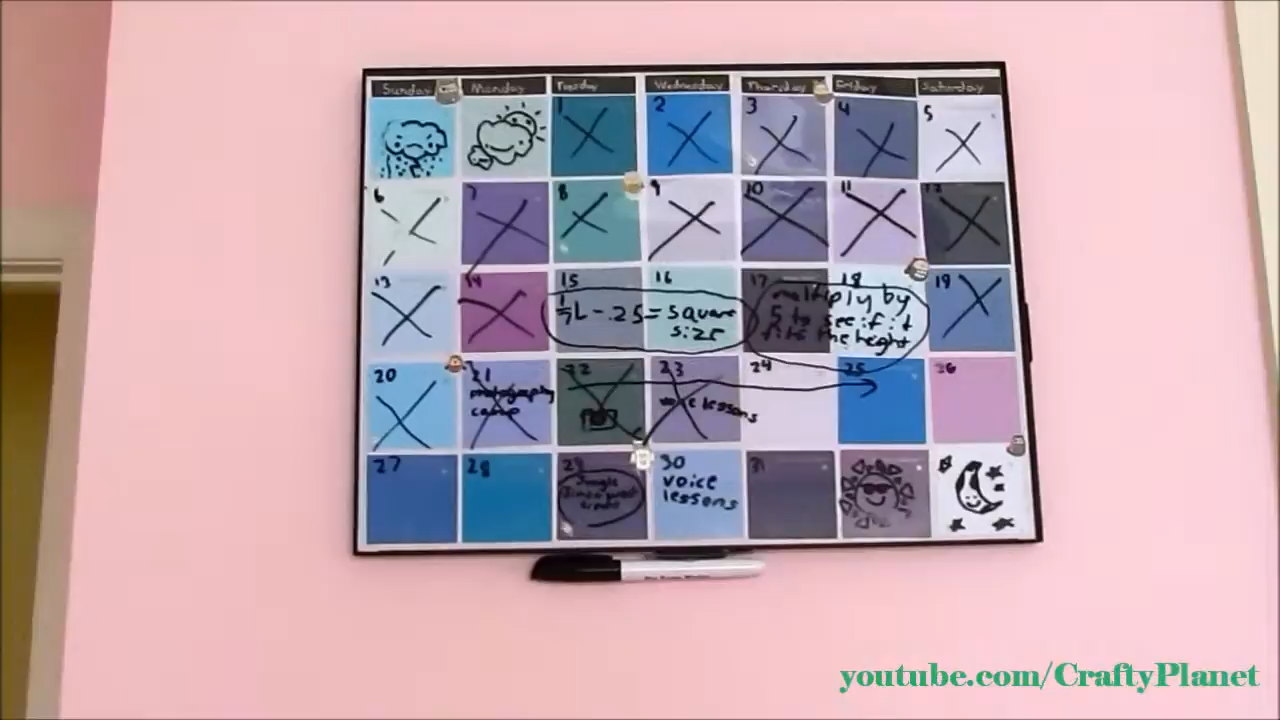 Sunday Monday Tuesday Wednesday Thursday Friday Saturday
1 2 3 4 5
6 7 8 9 10 11 12
13 14 15 16 17 18 19
1/7 L - .25 = square size
multiply by 5 to see if it fits the height
20 21 22 23 24 25 26
photography camp
voice lessons
27 28 29 30 31
voice
lessons
youtube.com/CraftyPlanet